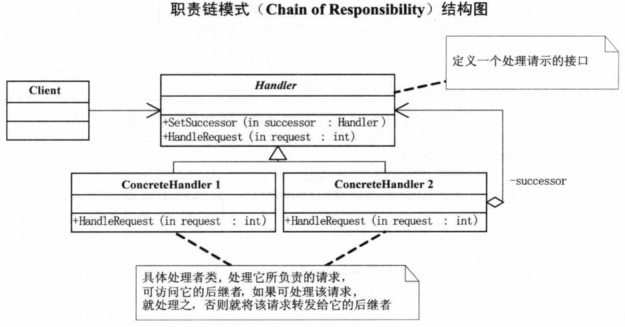 职责链模式（Chain of Responsibility）结构图
定义一个处理请示的接口
Client
Handler
+SetSuccessor(in successor : Handler)
+HandleRequest(in request : int)
-successor
ConcreteHandler 1
+HandleRequest(in request : int)
ConcreteHandler 2
+HandleRequest(in request : int)
具体处理者类，处理它所负责的请求，
可访问它的后继者，如果可处理该请求，
就处理之，否则就将该请求转发给它的后继者